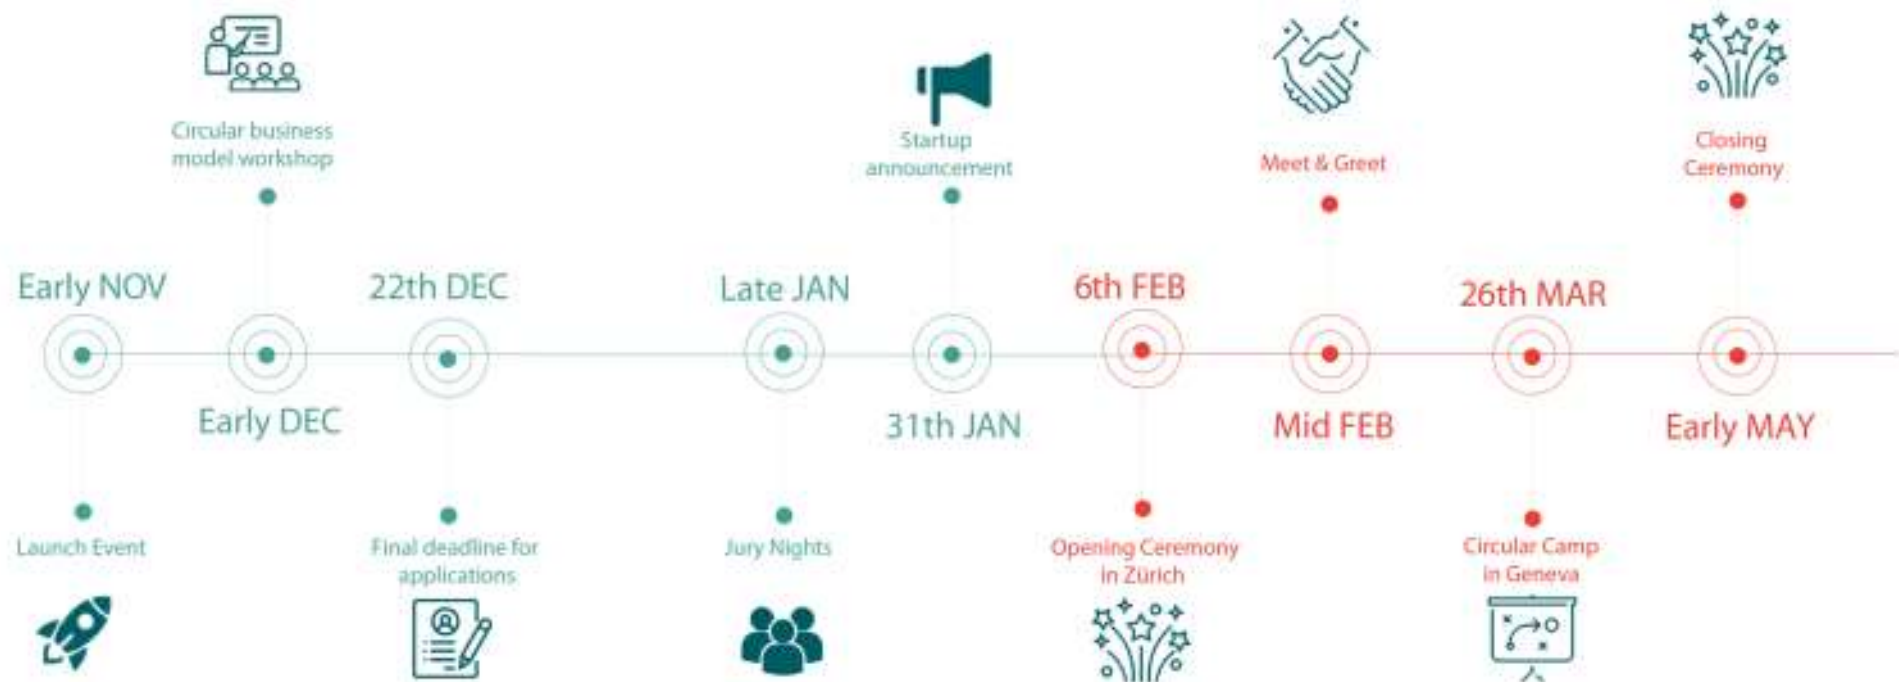 Circular business
model workshop
Startup
announcement
Meet & Greet
Closing
Ceremony
Early NOV
22th DEC
Late JAN
6th FEB
26th MAR
Early DEC
31th JAN
Mid FEB
Early MAY
Launch Event
Final deadline for
applications
Jury Nights
Opening Ceremony
in Zürich
Circular Camp
in Geneva